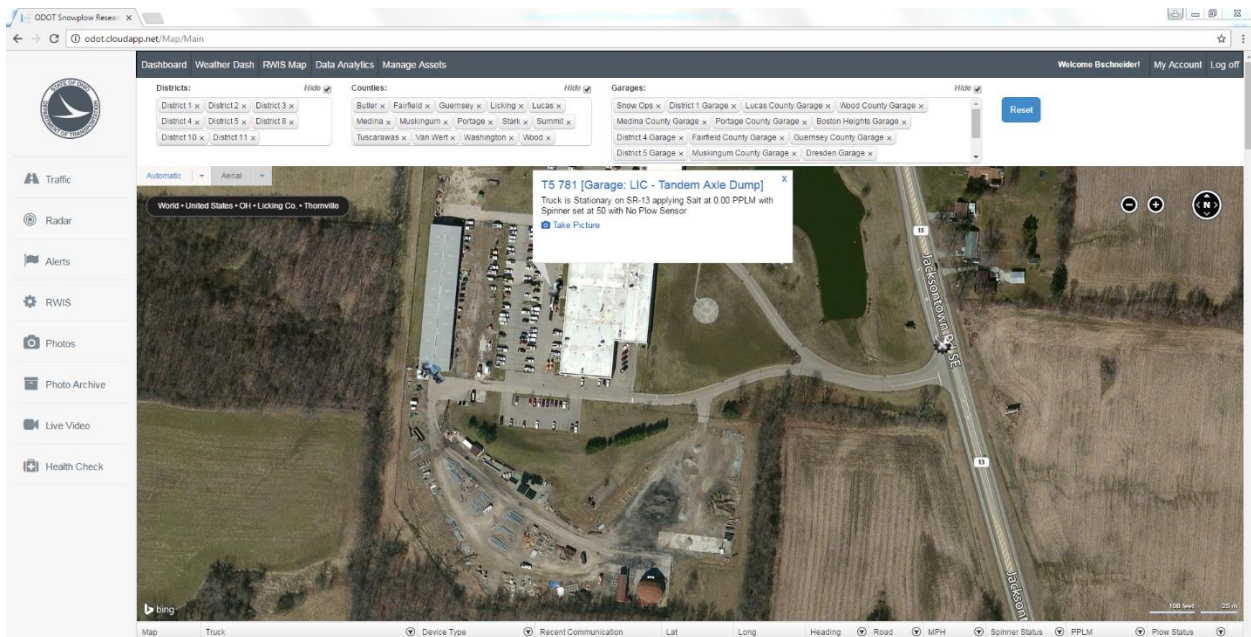 ODOT Snowplow Resear
odot.cloudapp.net/Map/Main
Dashboard Weather Dash RWIS Map Data Analytics Manage Assets
Welcome Bschneider! My Account Log off
STATE OF OHIO
DEPARTMENT OF TRANSPORTATION
Districts: Hide
District 1 x District 2 x District 3 x
District 4 x District 5 x District 8 x
District 10 x District 11 x
Counties: Hide
Butler x Fairfield x Guernsey x Licking x Lucas x
Medina x Muskingum x Portage x Stark x Summit x
Tuscarawas x Van Wert x Washington x Wood x
Garages: Hide
Snow Ops x District 1 Garage x Lucas County Garage x Wood County Garage x
Medina County Garage x Portage County Garage x Boston Heights Garage x
District 4 Garage x Fairfield County Garage x Guernsey County Garage x
District 5 Garage x Muskingum County Garage x Dresden Garage x
Reset
Traffic
Radar
Alerts
RWIS
Photos
Photo Archive
Live Video
Health Check
Automatic Aerial
World • United States • OH • Licking Co. • Thornville
T5 781 [Garage: LIC - Tandem Axle Dump] x
Truck is Stationary on SR-13 applying Salt at 0.00 PPLM with
Spinner set at 50 with No Plow Sensor
Take Picture
N
13
Jacksontown Rd SE
13
Jackson
bing
100 feet 25 m
Map Truck Device Type Recent Communication Lat Long Heading Road MPH Spinner Status PPLM Plow Status